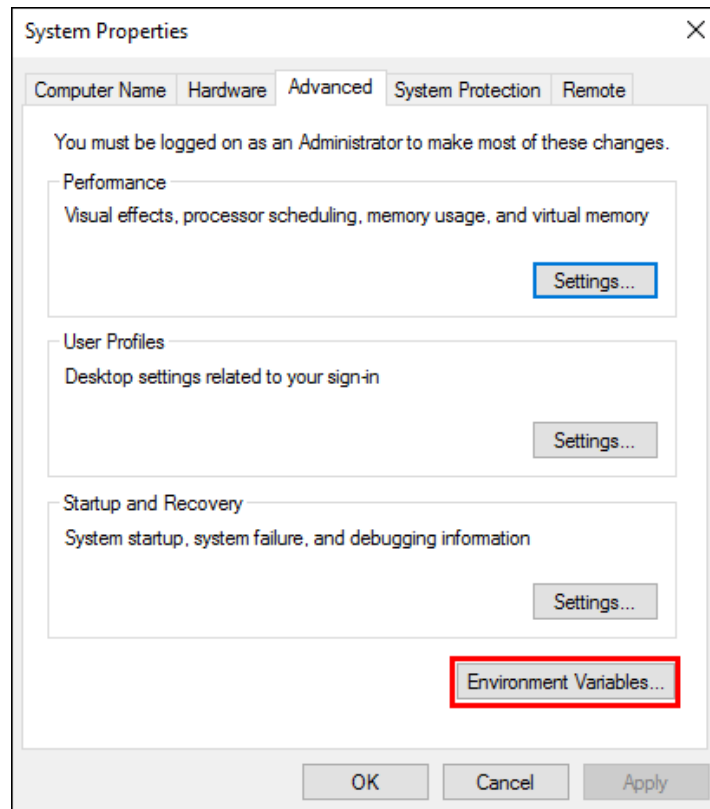 System Properties
Computer Name Hardware Advanced System Protection Remote
You must be logged on as an Administrator to make most of these changes.
Performance
Visual effects, processor scheduling, memory usage, and virtual memory
Settings...
User Profiles
Desktop settings related to your sign-in
Settings...
Startup and Recovery
System startup, system failure, and debugging information
Settings...
Environment Variables...
OK Cancel Apply